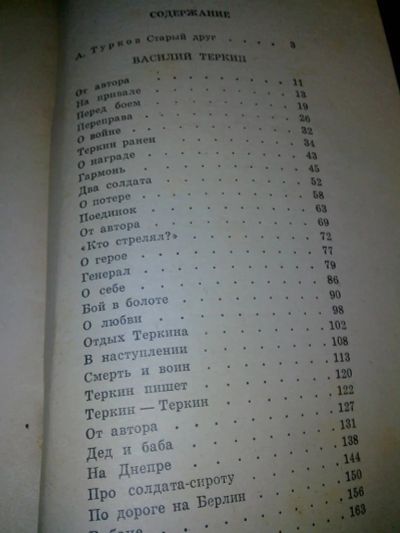 СОДЕРЖАНИЕ
А. Турков Старый друг . . . . . 3
ВАСИЛИЙ ТЕРКИН
От автора . . . . . 11
На привале . . . . . 13
Перед боем . . . . . 19
Переправа . . . . . 26
О войне . . . . . 32
Теркин ранен . . . . . 34
О награде . . . . . 43
Гармонь . . . . . 45
Два солдата . . . . . 52
О потере . . . . . 58
Поединок . . . . . 63
От автора . . . . . 69
«Кто стрелял?» . . . . . 72
О герое . . . . . 77
Генерал . . . . . 79
О себе . . . . . 86
Бой в болоте . . . . . 90
О любви . . . . . 98
Отдых Теркина . . . . . 102
В наступлении . . . . . 108
Смерть и воин . . . . . 113
Теркин пишет . . . . . 120
Теркин — Теркин . . . . . 122
От автора . . . . . 127
Дед и баба . . . . . 131
На Днепре . . . . . 138
Про солдата-сироту . . . . . 144
По дороге на Берлин . . . . . 150
В бане . . . . . 156
163